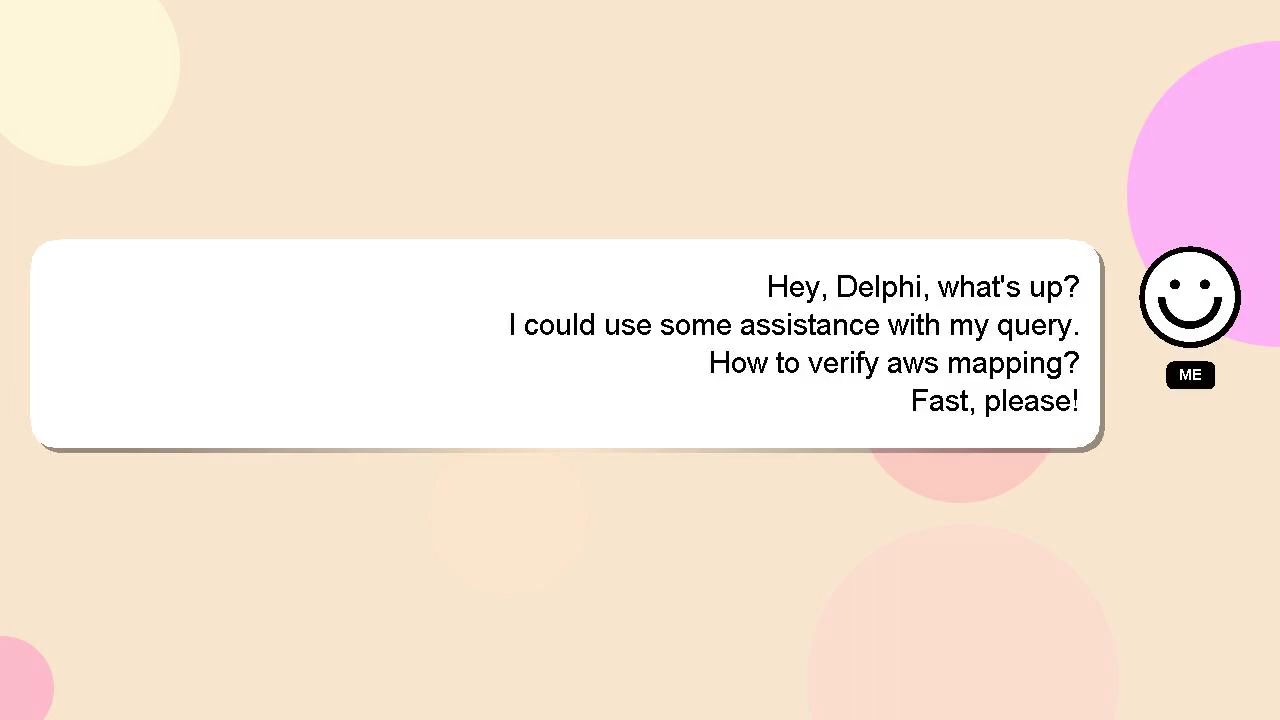 Hey, Delphi, what's up?
I could use some assistance with my query.
How to verify aws mapping?
Fast, please!
ME